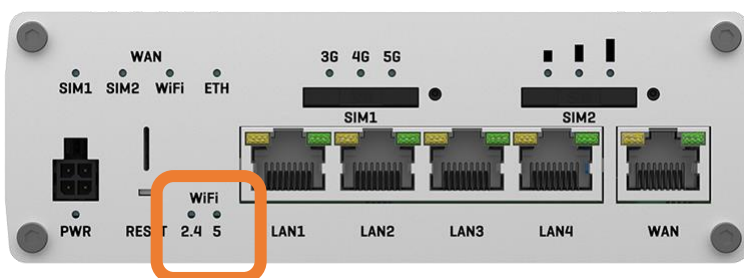 WAN
3G 4G 5G
SIM1 SIM2 WiFi ETH
SIM1
SIM2
WiFi
PWR RESET 2.4 5 LAN1 LAN2 LAN3 LAN4 WAN